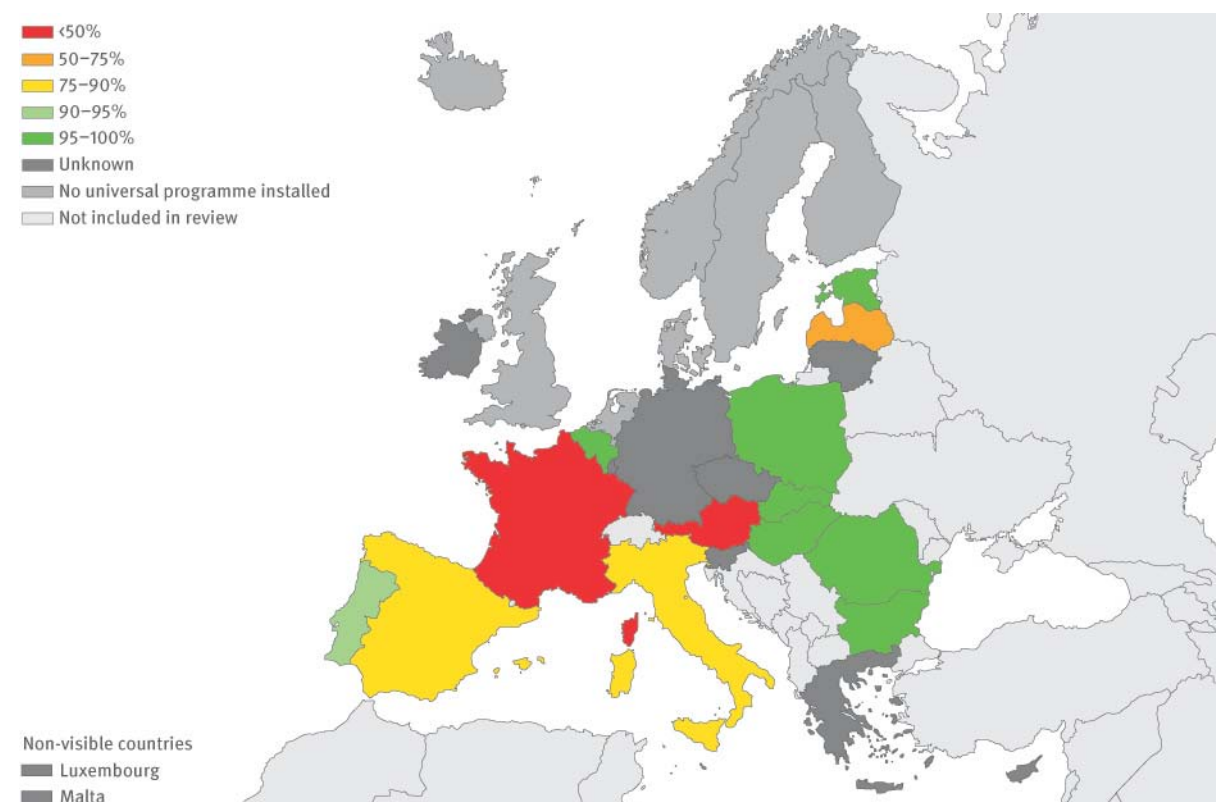 <50%
50–75%
75–90%
90–95%
95–100%
Unknown
No universal programme installed
Not included in review
Non-visible countries
Luxembourg
Malta